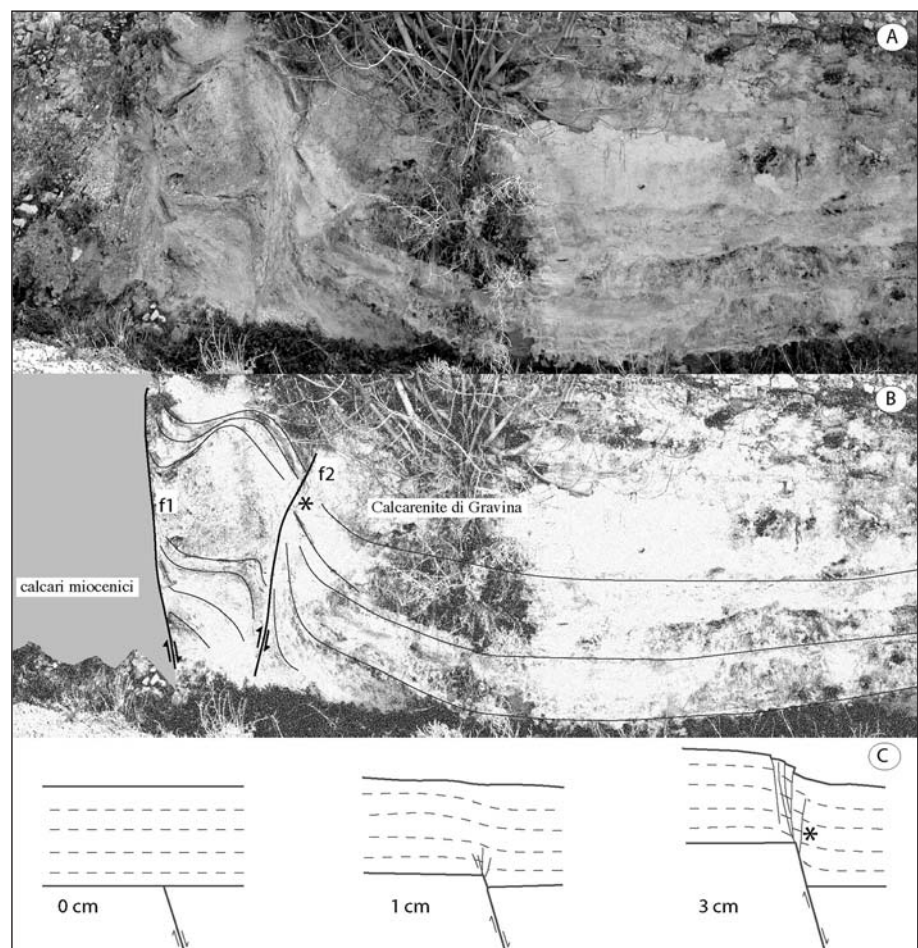 A
B
f2
f1
Calcarenite di Gravina
calcari miocenici
*
C
0 cm
1 cm
3 cm
*